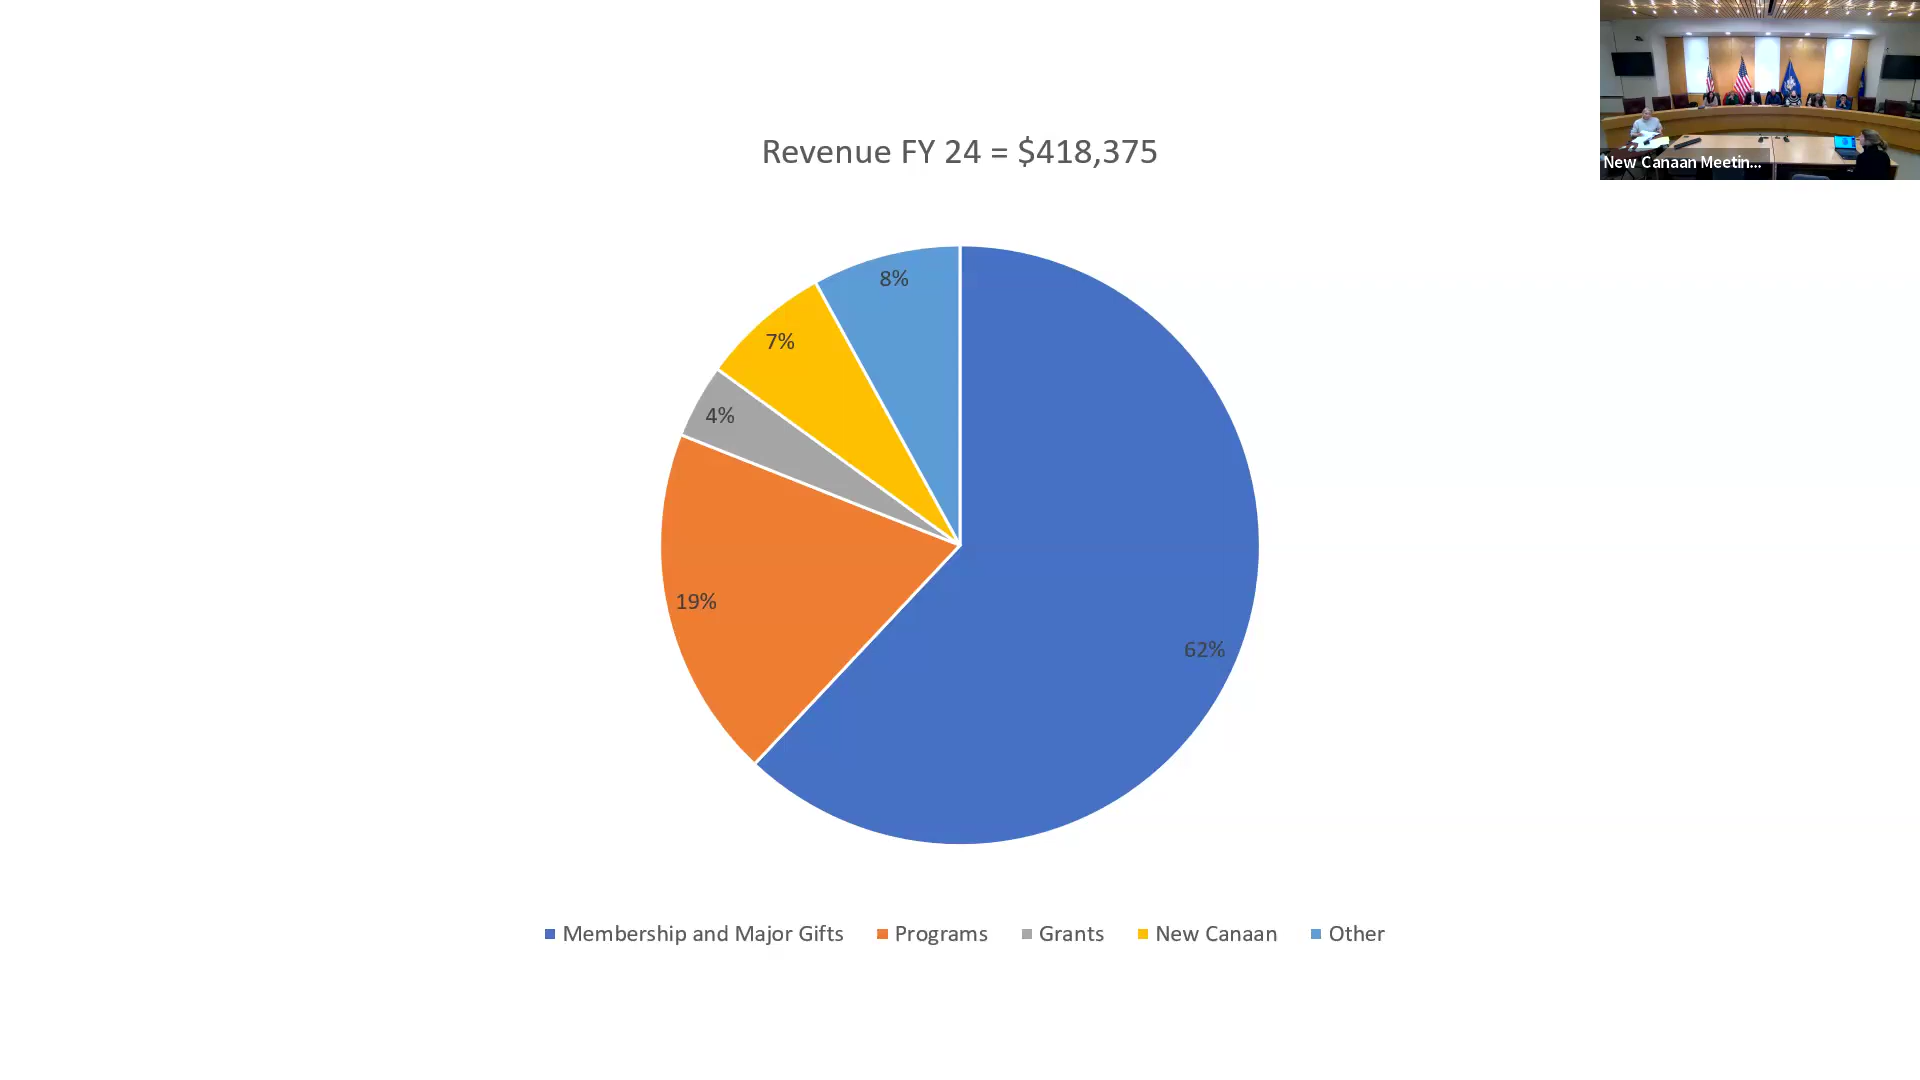 New Canaan Meetin...
Revenue FY 24 = $418,375
8%
7%
4%
19%
62%
Membership and Major Gifts
Programs
Grants
New Canaan
Other